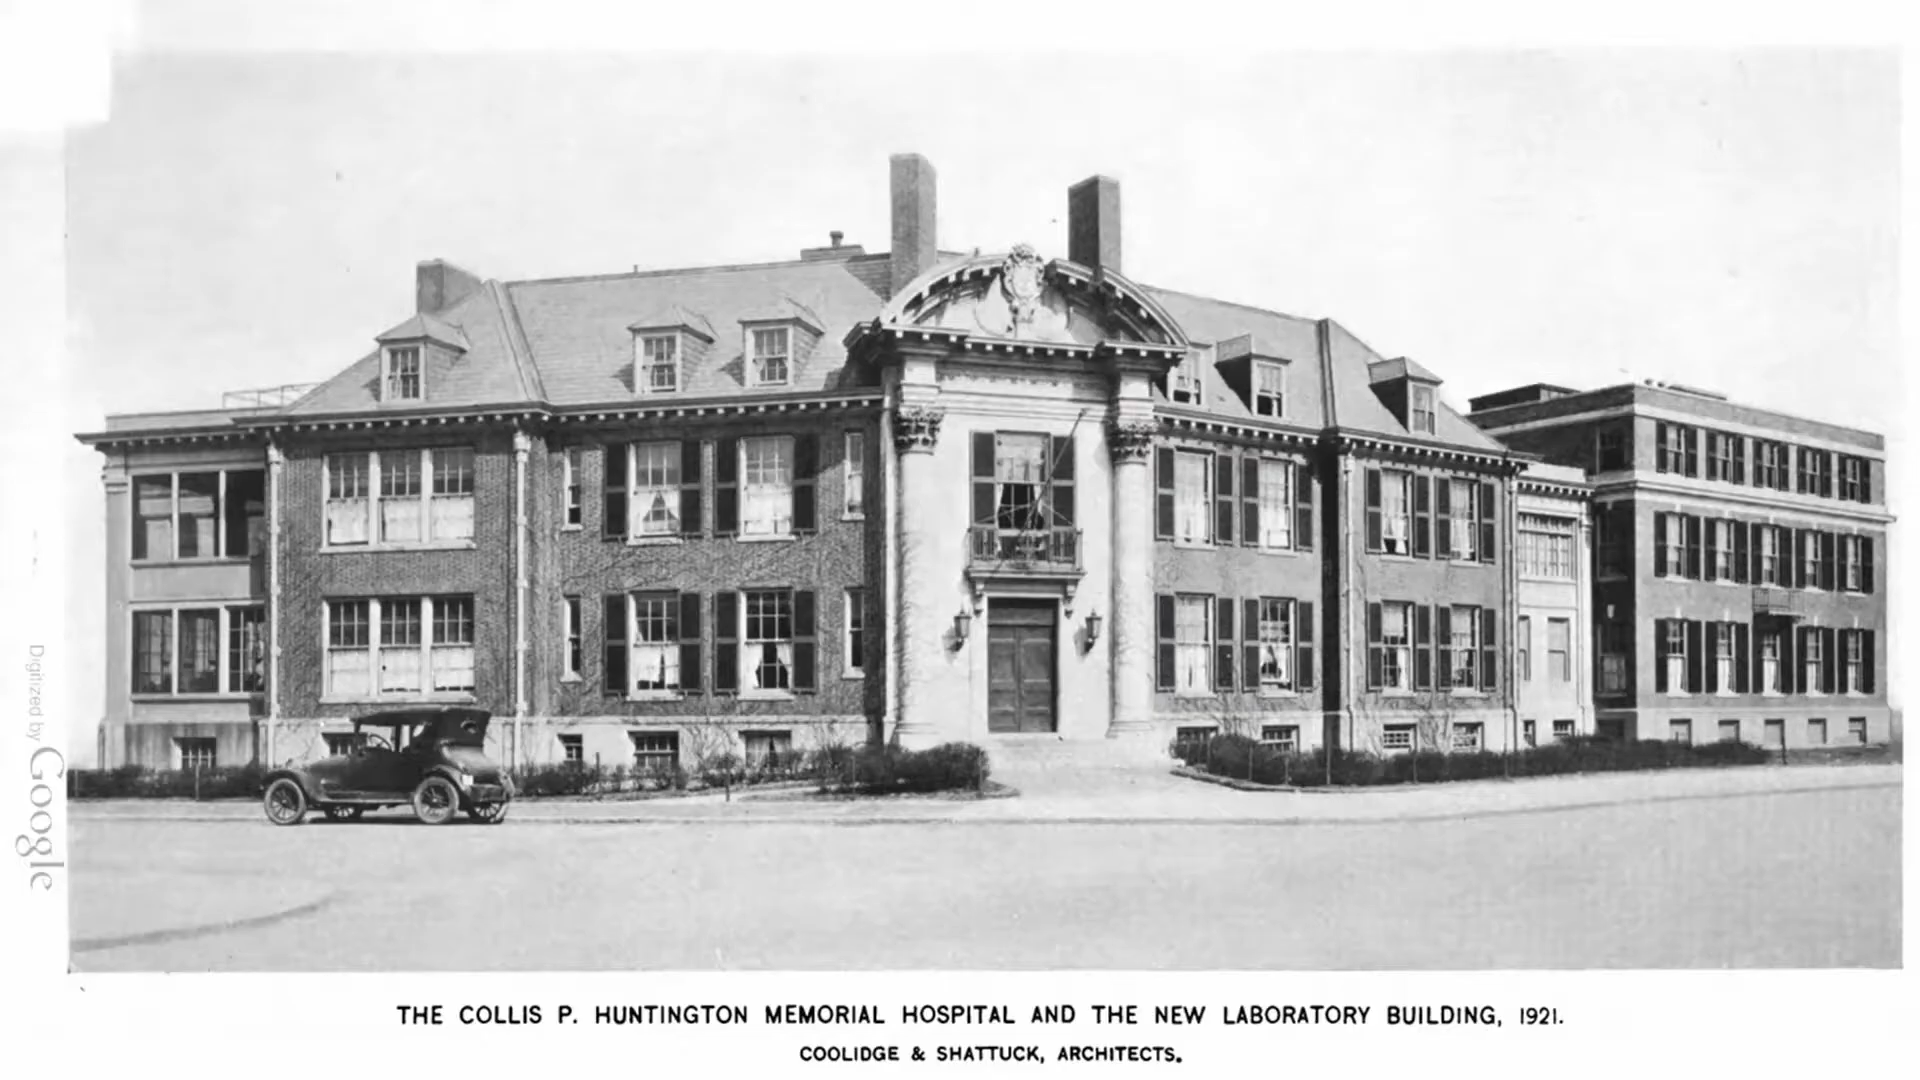 THE COLLIS P. HUNTINGTON MEMORIAL HOSPITAL AND THE NEW LABORATORY BUILDING, 1921.
COOLIDGE & SHATTUCK, ARCHITECTS.
Digitized by Google